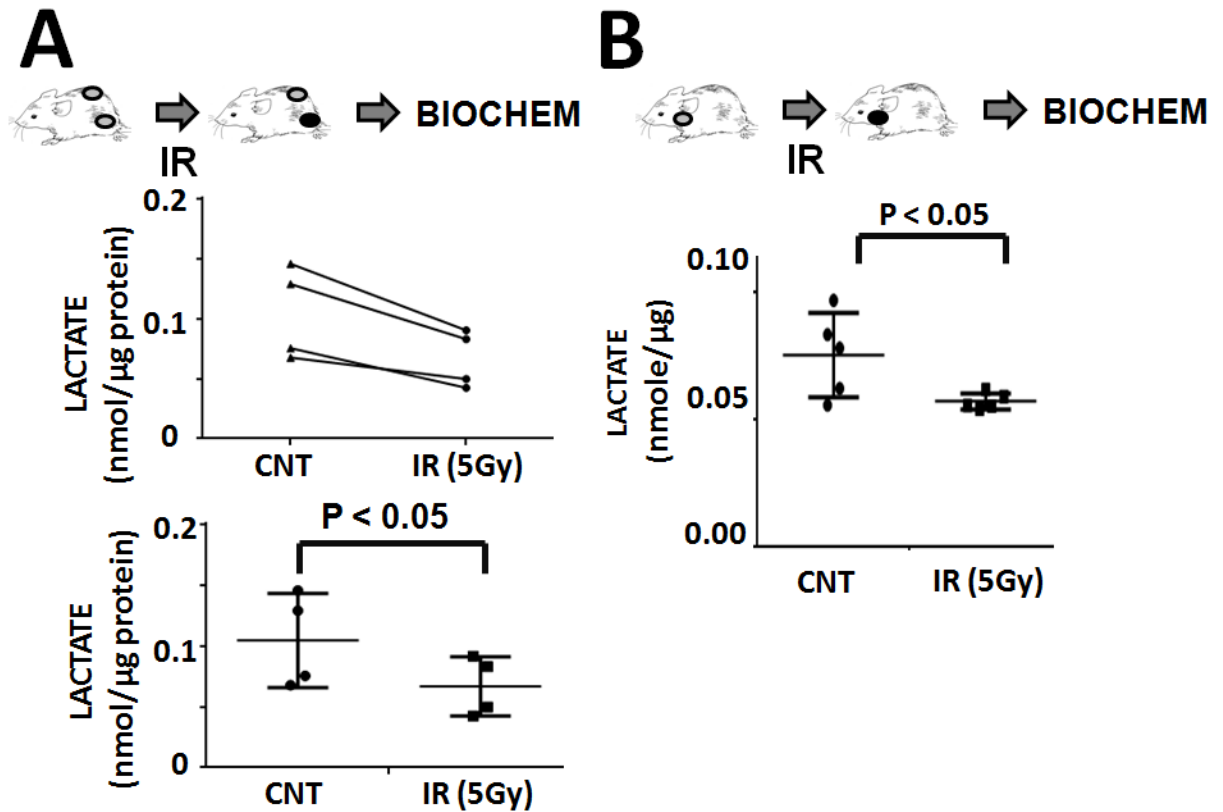 A
IR
BIOCHEM
0.2
0.1
0
LACTATE
(nmol/µg protein)
CNT
IR (5Gy)
P < 0.05
0.2
0.1
0
LACTATE
(nmol/µg protein)
CNT
IR (5Gy)
B
IR
BIOCHEM
P < 0.05
0.10
0.05
0.00
LACTATE
(nmole/µg)
CNT
IR (5Gy)